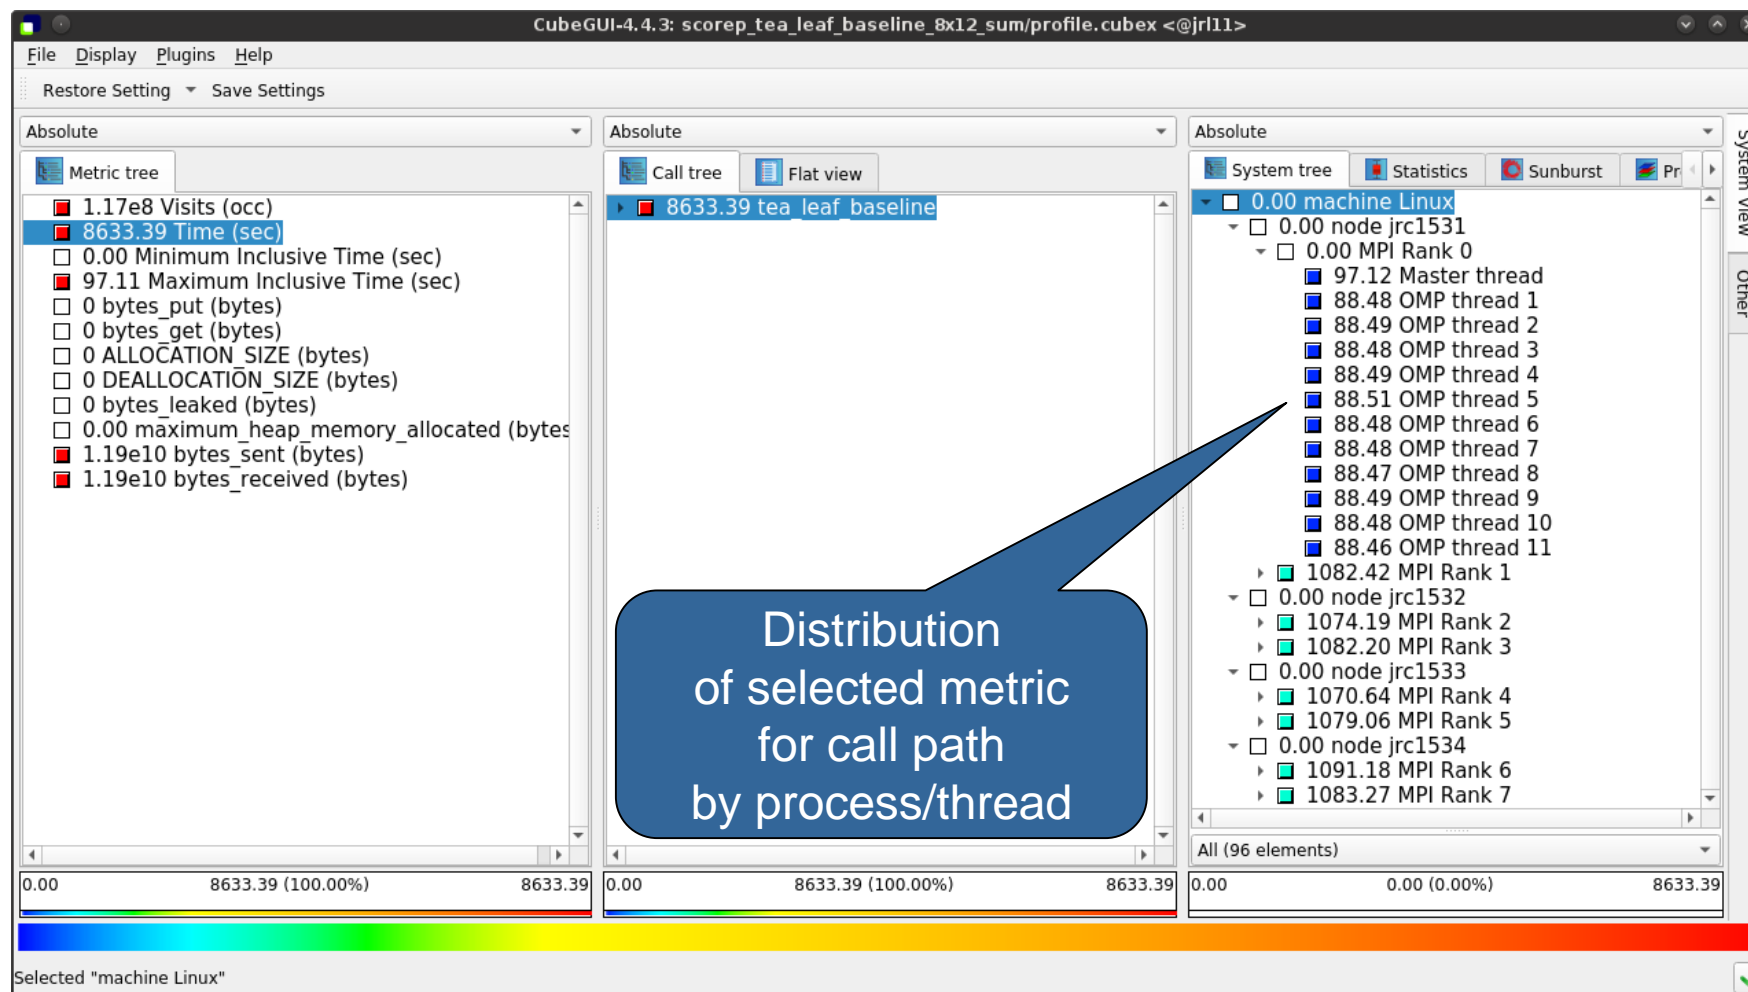 CubeGUI-4.4.3: scorep_tea_leaf_baseline_8x12_sum/profile.cubex <@jrl11>
File Display Plugins Help
Restore Setting Save Settings
Absolute
Metric tree
1.17e8 Visits (occ)
8633.39 Time (sec)
0.00 Minimum Inclusive Time (sec)
97.11 Maximum Inclusive Time (sec)
0 bytes_put (bytes)
0 bytes_get (bytes)
0 ALLOCATION_SIZE (bytes)
0 DEALLOCATION_SIZE (bytes)
0 bytes_leaked (bytes)
0.00 maximum_heap_memory_allocated (bytes
1.19e10 bytes_sent (bytes)
1.19e10 bytes_received (bytes)
0.00 8633.39 (100.00%) 8633.39
Absolute
Call tree Flat view
8633.39 tea_leaf_baseline
Distribution
of selected metric
for call path
by process/thread
0.00 8633.39 (100.00%) 8633.39
Absolute
System tree Statistics Sunburst Pr
0.00 machine Linux
0.00 node jrc1531
0.00 MPI Rank 0
97.12 Master thread
88.48 OMP thread 1
88.49 OMP thread 2
88.48 OMP thread 3
88.49 OMP thread 4
88.51 OMP thread 5
88.48 OMP thread 6
88.48 OMP thread 7
88.47 OMP thread 8
88.49 OMP thread 9
88.48 OMP thread 10
88.46 OMP thread 11
1082.42 MPI Rank 1
0.00 node jrc1532
1074.19 MPI Rank 2
1082.20 MPI Rank 3
0.00 node jrc1533
1070.64 MPI Rank 4
1079.06 MPI Rank 5
0.00 node jrc1534
1091.18 MPI Rank 6
1083.27 MPI Rank 7
All (96 elements)
0.00 0.00 (0.00%) 8633.39
System View
Other
Selected "machine Linux"